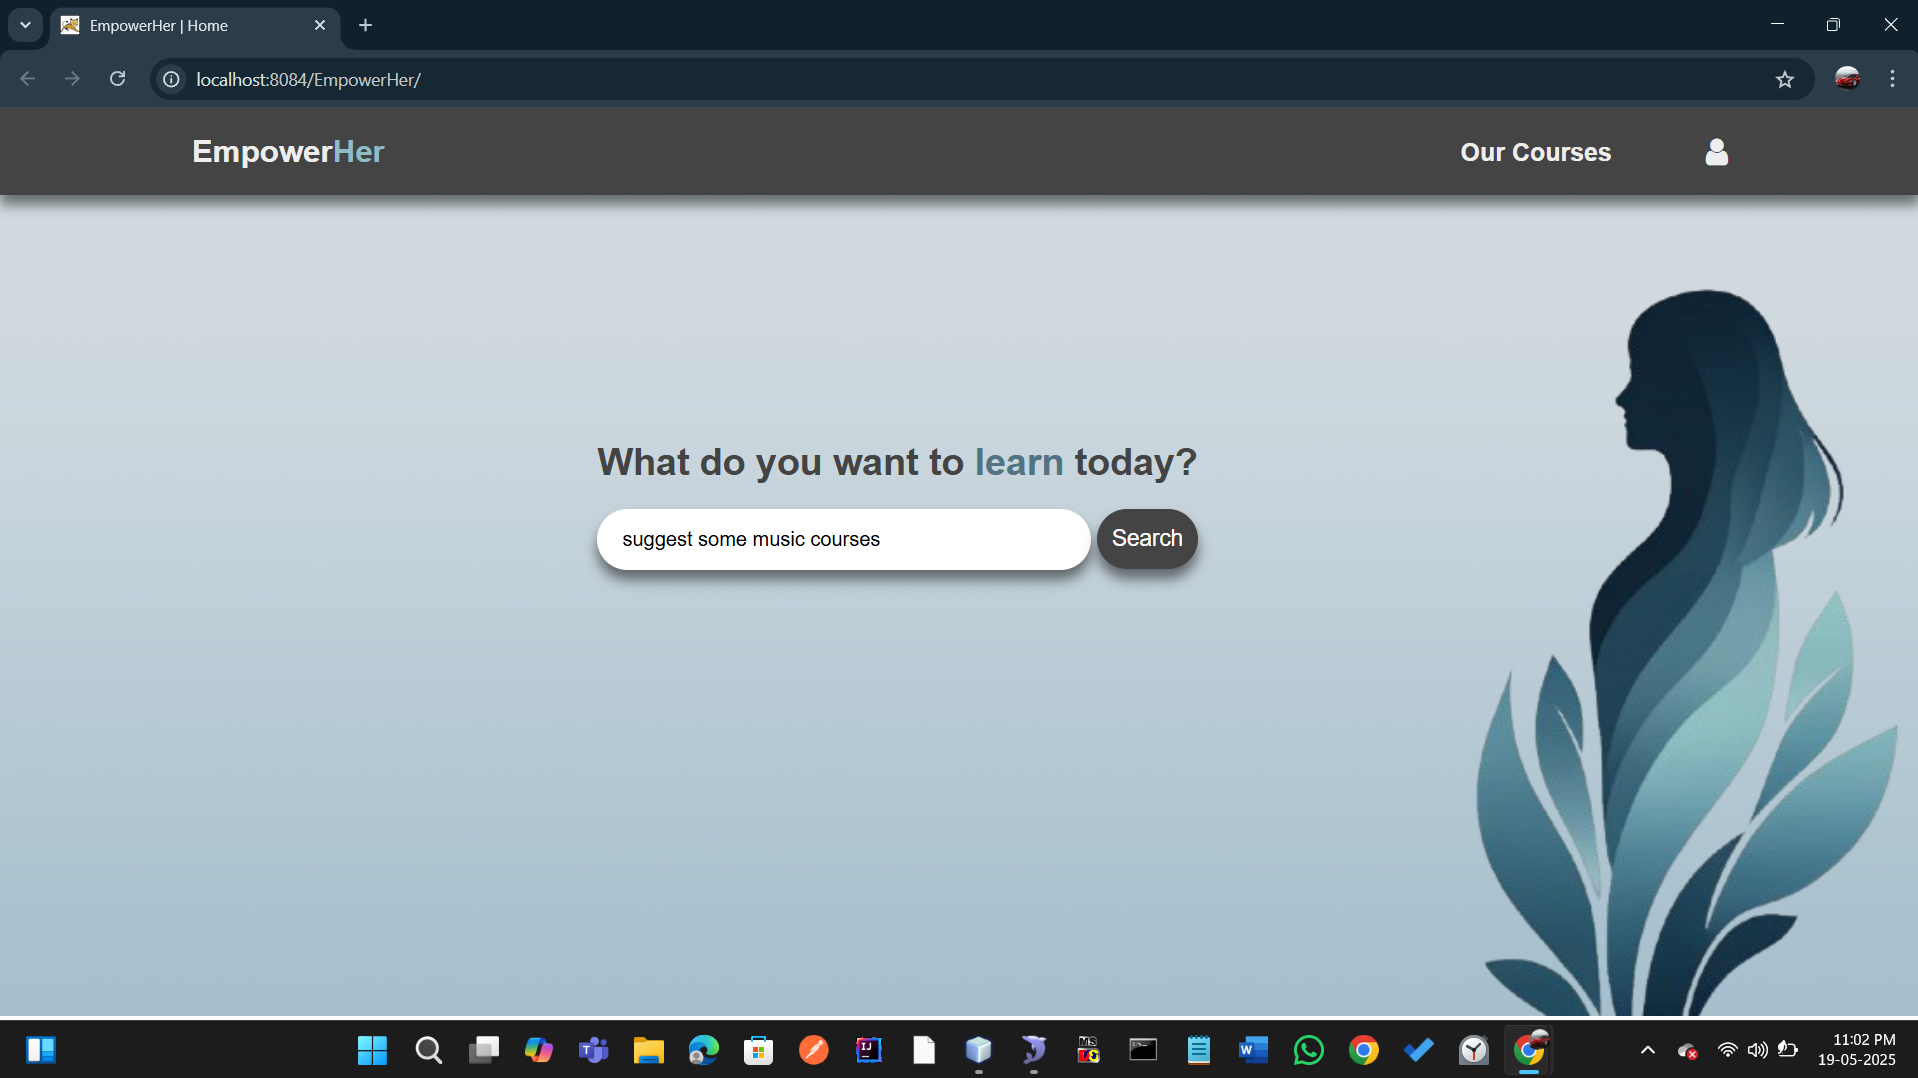 EmpowerHer | Home
localhost:8084/EmpowerHer/
EmpowerHer
Our Courses
What do you want to learn today?
suggest some music courses
Search
11:02 PM
19-05-2025